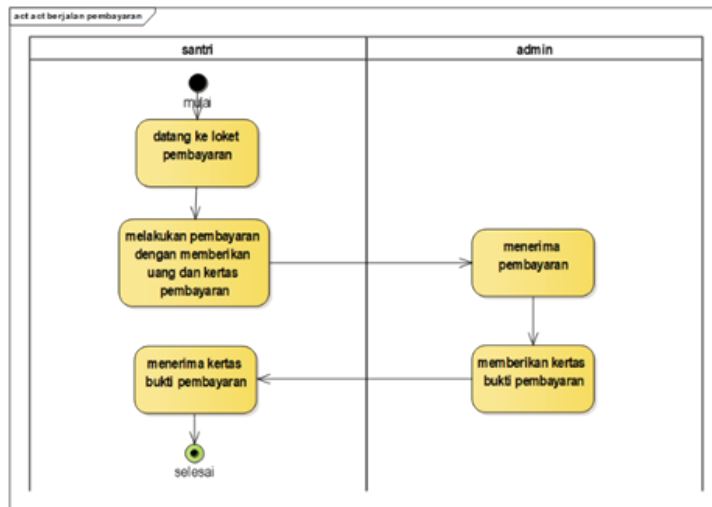 act act berjalan pembayaran
santri
admin
mulai
datang ke loket
pembayaran
melakukan pembayaran
dengan memberikan
uang dan kertas
pembayaran
menerima
pembayaran
memberikan kertas
bukti pembayaran
menerima kertas
bukti pembayaran
selesai